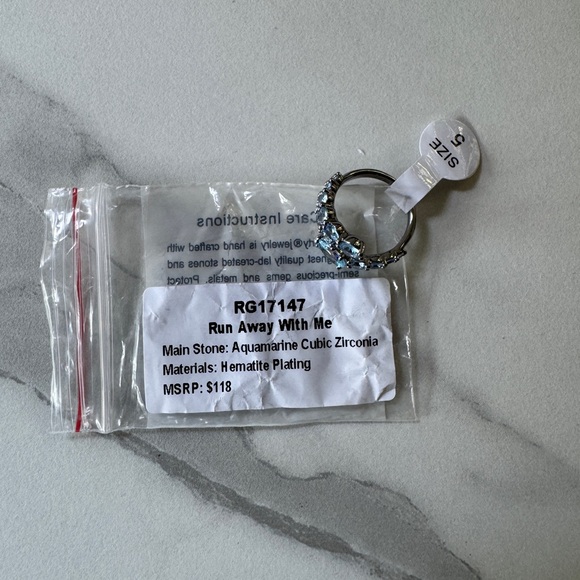 SIZE
5
Care Instructions
jewelry is hand crafted with
highest quality lab-created stones and
semi-precious gems and metals. Protect
RG17147
Run Away With Me
Main Stone: Aquamarine Cubic Zirconia
Materials: Hematite Plating
MSRP: $118